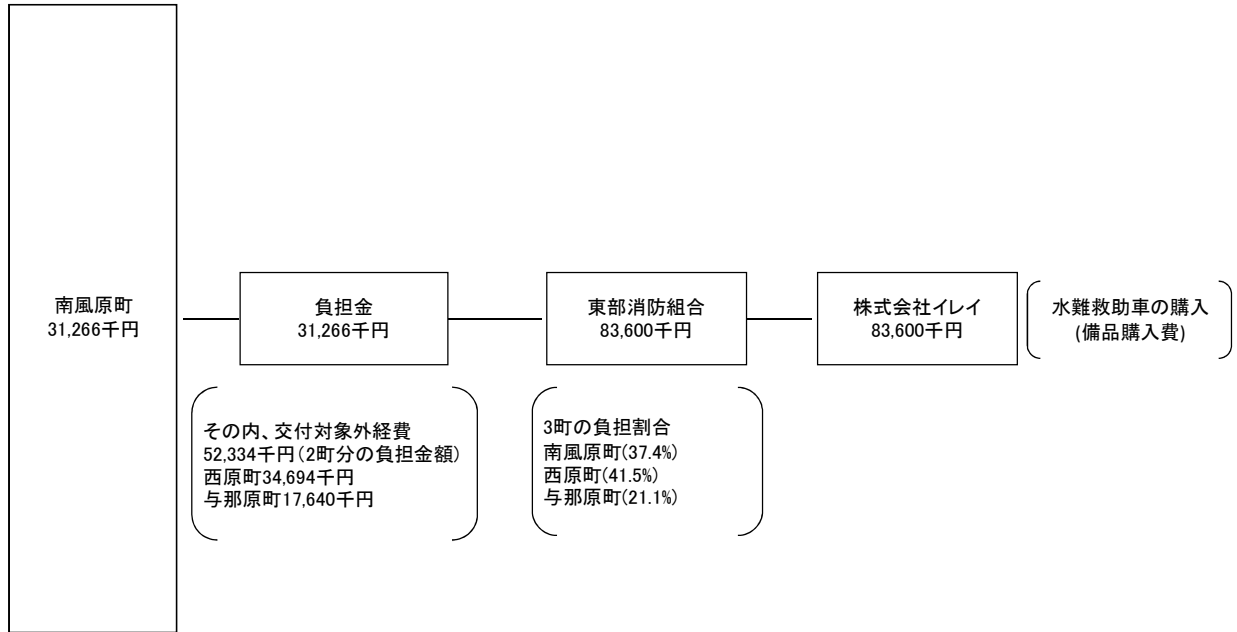 南風原町
31,266千円
負担金
31,266千円
東部消防組合
83,600千円
株式会社イレイ
83,600千円
水難救助車の購入
(備品購入費)
その内、交付対象外経費
52,334千円(2町分の負担金額)
西原町34,694千円
与那原町17,640千円
3町の負担割合
南風原町(37.4%)
西原町(41.5%)
与那原町(21.1%)